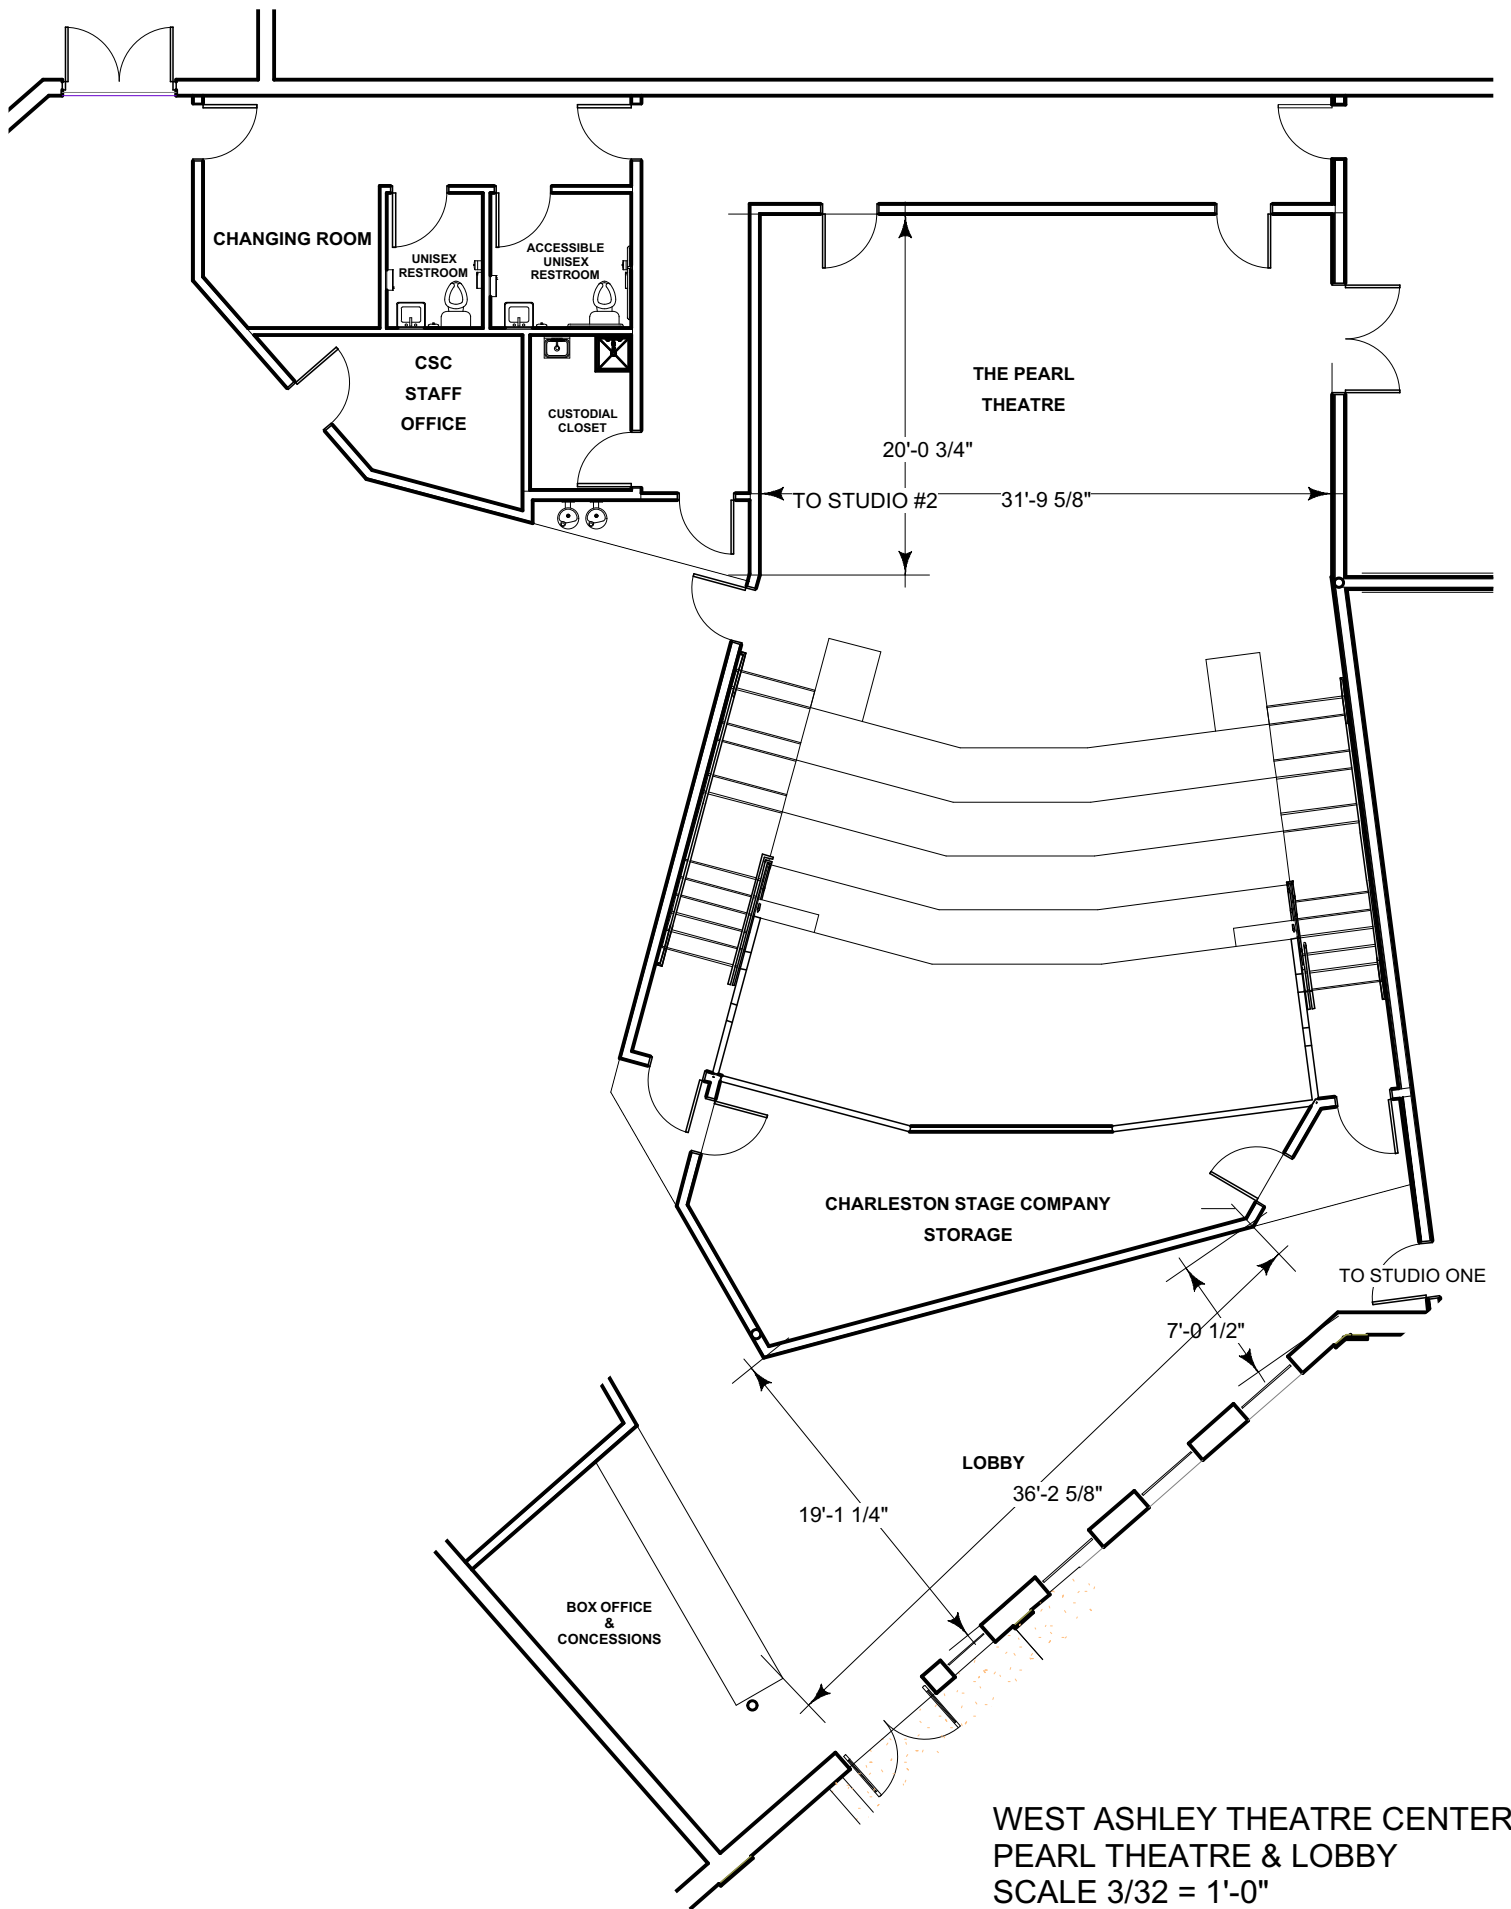 CHANGING ROOM
UNISEX
RESTROOM
ACCESSIBLE
UNISEX
RESTROOM
CSC
STAFF
OFFICE
CUSTODIAL
CLOSET
THE PEARL
THEATRE
20'-0 3/4"
TO STUDIO #2
31'-9 5/8"
CHARLESTON STAGE COMPANY
STORAGE
TO STUDIO ONE
7'-0 1/2"
LOBBY
36'-2 5/8"
19'-1 1/4"
BOX OFFICE
&
CONCESSIONS
WEST ASHLEY THEATRE CENTER
PEARL THEATRE & LOBBY
SCALE 3/32 = 1'-0"